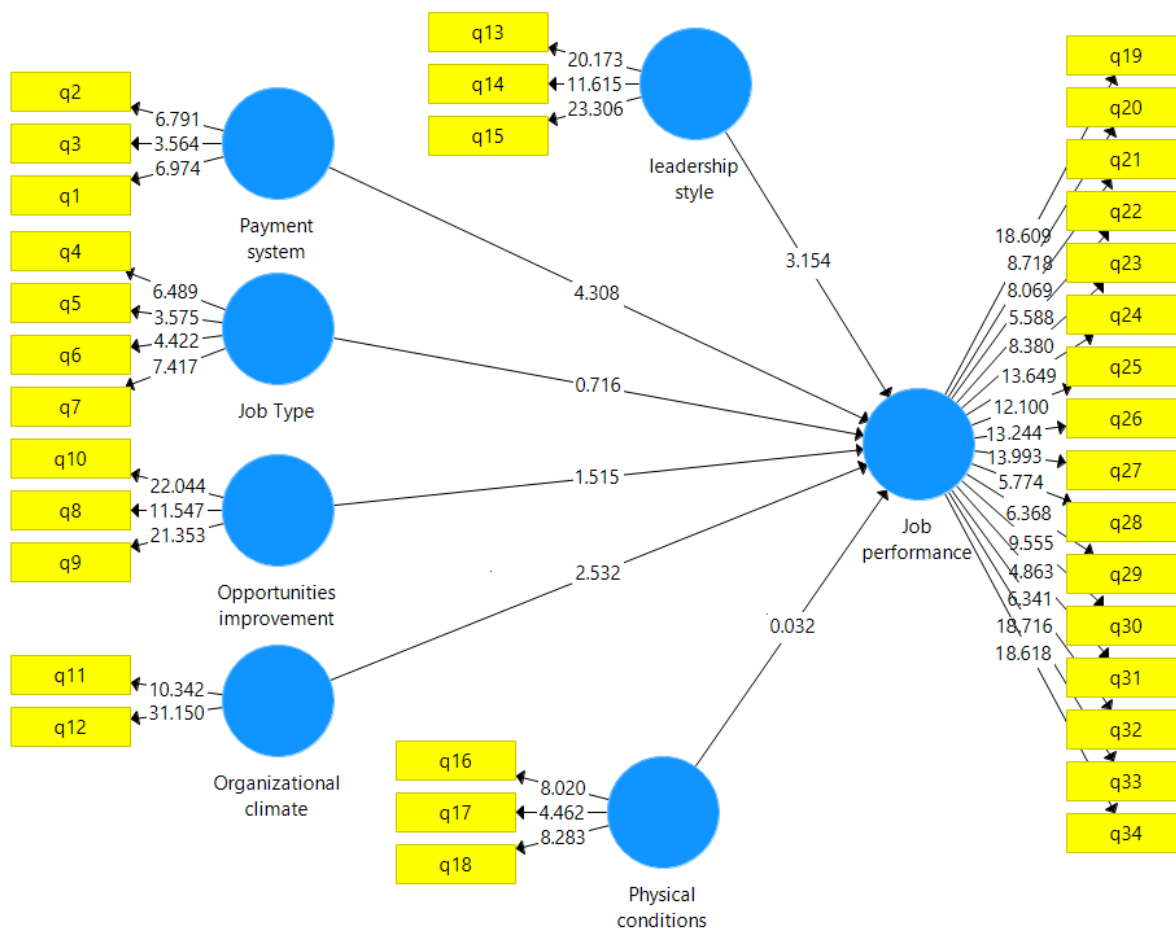 q13
q14
q15
20.173
11.615
23.306
leadership
style
q2
q3
q1
6.791
3.564
6.974
Payment
system
q4
q5
q6
q7
6.489
3.575
4.422
7.417
Job Type
q10
q8
q9
22.044
11.547
21.353
Opportunities
improvement
q11
q12
10.342
31.150
Organizational
climate
q16
q17
q18
8.020
4.462
8.283
Physical
conditions
3.154
4.308
0.716
1.515
2.532
0.032
Job
performance
18.609
8.718
8.069
5.588
8.380
13.649
12.100
13.244
13.993
5.774
6.368
9.555
4.863
6.341
18.716
18.618
q19
q20
q21
q22
q23
q24
q25
q26
q27
q28
q29
q30
q31
q32
q33
q34